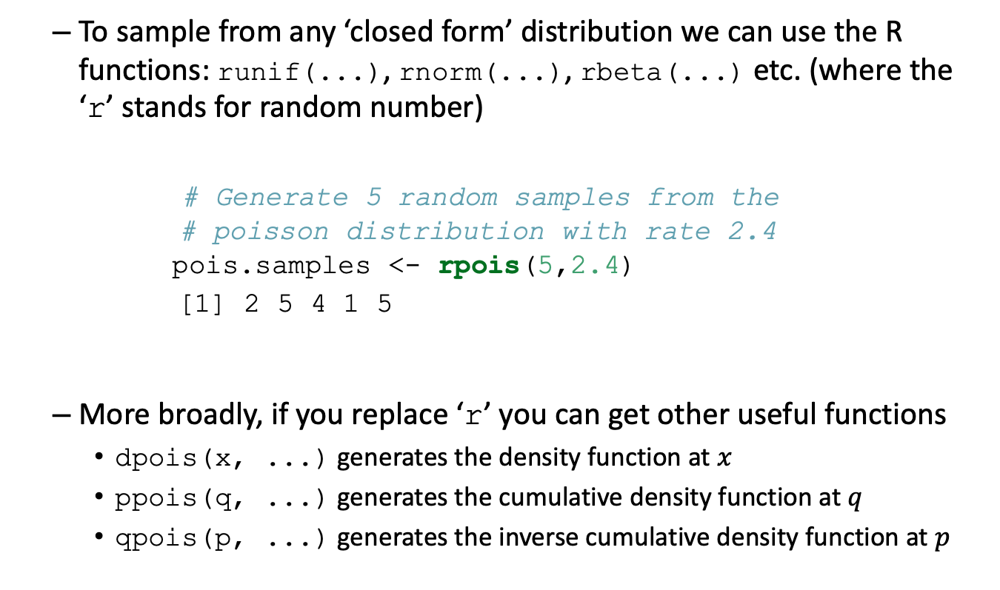 – To sample from any ‘closed form’ distribution we can use the R
functions: runif(...), rnorm(...), rbeta(...) etc. (where the
‘r’ stands for random number)
# Generate 5 random samples from the
# poisson distribution with rate 2.4
pois.samples <- rpois(5,2.4)
[1] 2 5 4 1 5
– More broadly, if you replace ‘r’ you can get other useful functions
• dpois(x, ...) generates the density function at x
• ppois(q, ...) generates the cumulative density function at q
• qpois(p, ...) generates the inverse cumulative density function at p